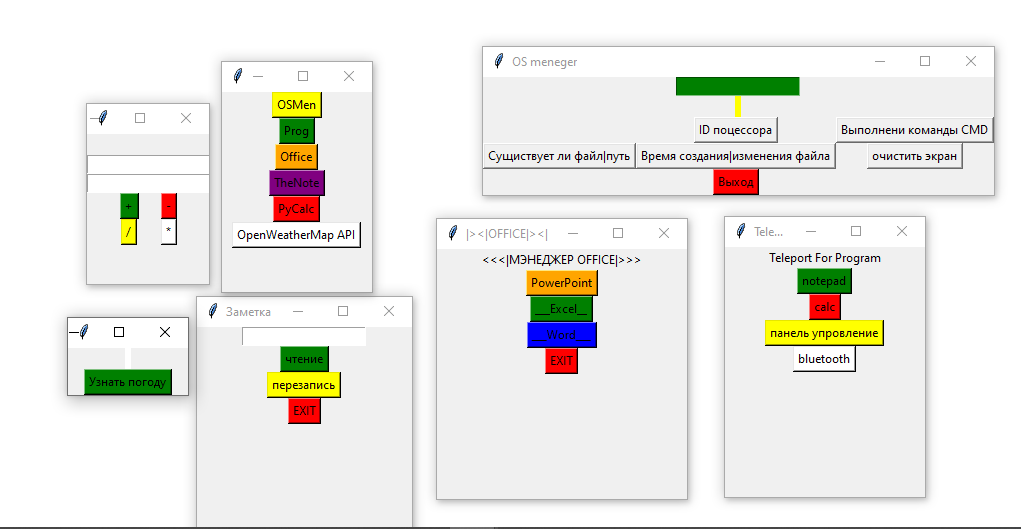 + -
/ *
OSMen
Prog
Office
TheNote
PyCalc
OpenWeatherMap API
OS meneger
ID поцессора
Выполнени команды CMD
Сущиствует ли файл|путь
Время создания|изменения файла
очистить экран
Выход
Узнать погоду
Заметка
чтение
перезапись
EXIT
|><|OFFICE|><|
<<<|МЭНЕДЖЕР OFFICE|>>>
PowerPoint
___Excel__
___Word___
EXIT
Tele...
Teleport For Program
notepad
calc
панель упровление
bluetooth